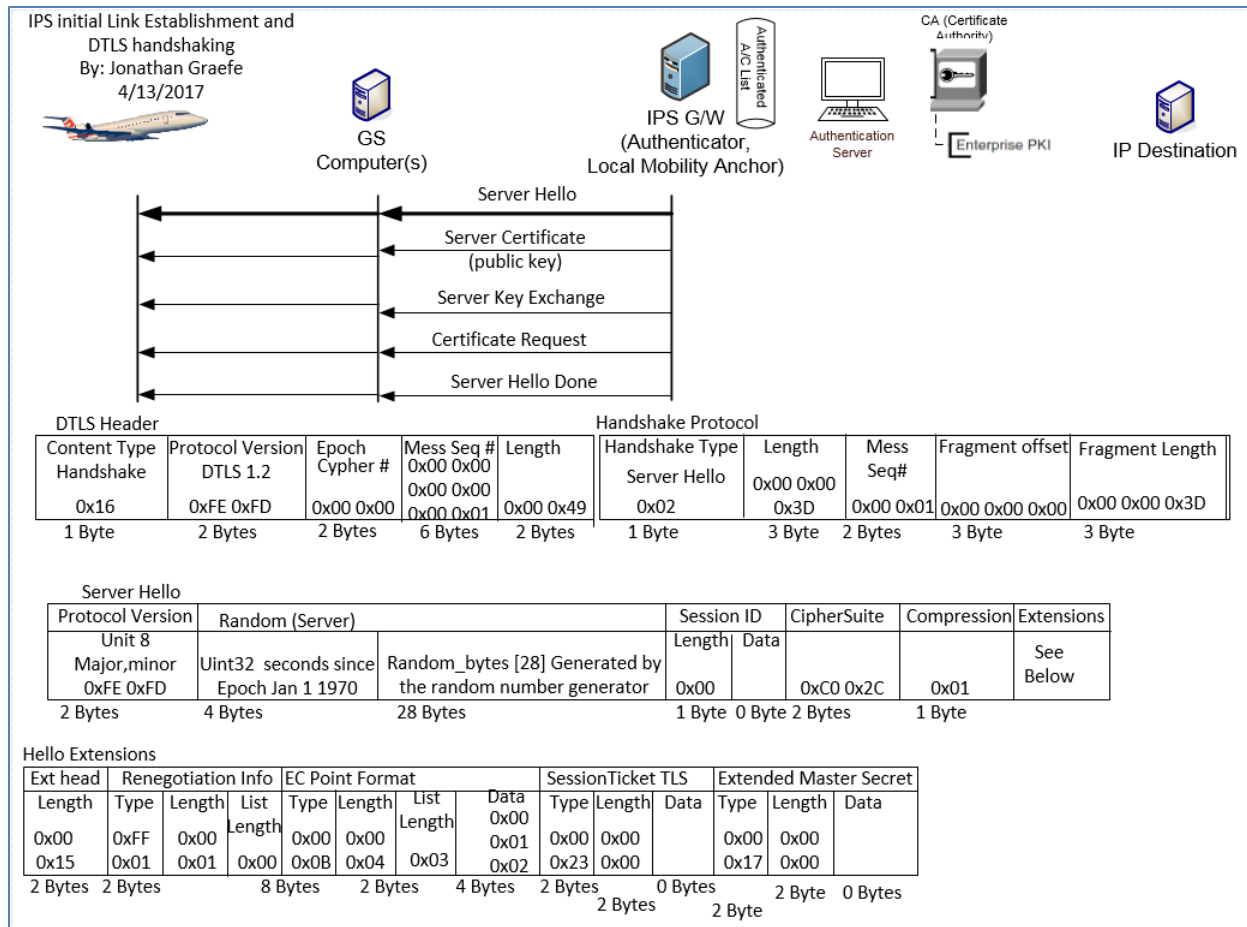 IPS initial Link Establishment and
DTLS handshaking
By: Jonathan Graefe
4/13/2017
GS
Computer(s)
IPS G/W
(Authenticator,
Local Mobility Anchor)
Authenticated
A/C List
Authentication
Server
CA (Certificate
Authority)
Enterprise PKI
IP Destination
Server Hello
Server Certificate
(public key)
Server Key Exchange
Certificate Request
Server Hello Done
DTLS Header
Content Type Protocol Version Epoch Mess Seq # Length
Handshake DTLS 1.2 Cypher # 0x00 0x00
0x00 0x00
0x16 0xFE 0xFD 0x00 0x00 0x00 0x01 0x00 0x49
1 Byte 2 Bytes 2 Bytes 6 Bytes 2 Bytes
Handshake Protocol
Handshake Type Length Mess Fragment offset Fragment Length
Server Hello 0x00 0x00 Seq#
0x02 0x3D 0x00 0x01 0x00 0x00 0x00 0x00 0x00 0x3D
1 Byte 3 Byte 2 Bytes 3 Byte 3 Byte
Server Hello
Protocol Version Random (Server) Session ID CipherSuite Compression Extensions
Unit 8 Length Data See
Major,minor Uint32 seconds since Random_bytes [28] Generated by Below
0xFE 0xFD Epoch Jan 1 1970 the random number generator 0x00 0xC0 0x2C 0x01
2 Bytes 4 Bytes 28 Bytes 1 Byte 0 Byte 2 Bytes 1 Byte
Hello Extensions
Ext head Renegotiation Info EC Point Format SessionTicket TLS Extended Master Secret
Length Type Length List Length Type Length List Length Data Type Length Data Type Length Data
0x00
0x00 0xFF 0x00 0x00 0x00 0x01 0x00 0x00 0x00 0x00
0x15 0x01 0x01 0x00 0x0B 0x04 0x03 0x02 0x23 0x00 0x17 0x00
2 Bytes 2 Bytes 8 Bytes 2 Bytes 4 Bytes 2 Bytes 2 Bytes 0 Bytes 2 Byte 2 Byte 0 Bytes